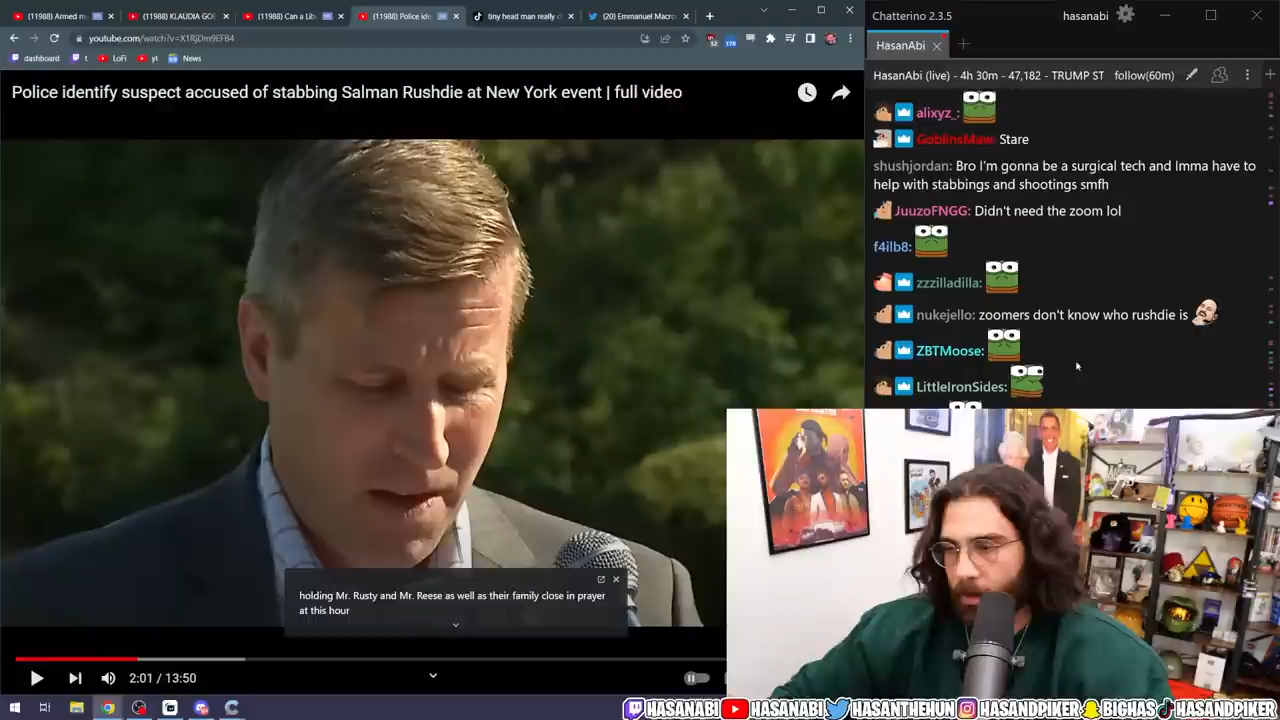 (11988) Armed m
(11988) KLAUDIA GOD
(11988) Can a Lib
(11988) Police ide
tiny head man really
(20) Emmanuel Macro
youtube.com/watch?v=X1RjDm9EFB4
dashboard
t
LoFi
yt
News
Police identify suspect accused of stabbing Salman Rushdie at New York event | full video
holding Mr. Rusty and Mr. Reese as well as their family close in prayer
at this hour
2:01 / 13:50
Chatterino 2.3.5
hasanabi
HasanAbi
HasanAbi (live) - 4h 30m - 47,182 - TRUMP ST
follow(60m)
alixyz_:
GoblinsMaw: Stare
shushjordan: Bro I'm gonna be a surgical tech and Imma have to
help with stabbings and shootings smfh
JuuzoFNGG: Didn't need the zoom lol
f4ilb8:
zzzilladilla:
nukejello: zoomers don't know who rushdie is
ZBTMoose:
LittleIronSides:
HASANABI
HASANABI
HASANTHEHUN
HASANDPIKER
BIGHAS
HASANDPIKER